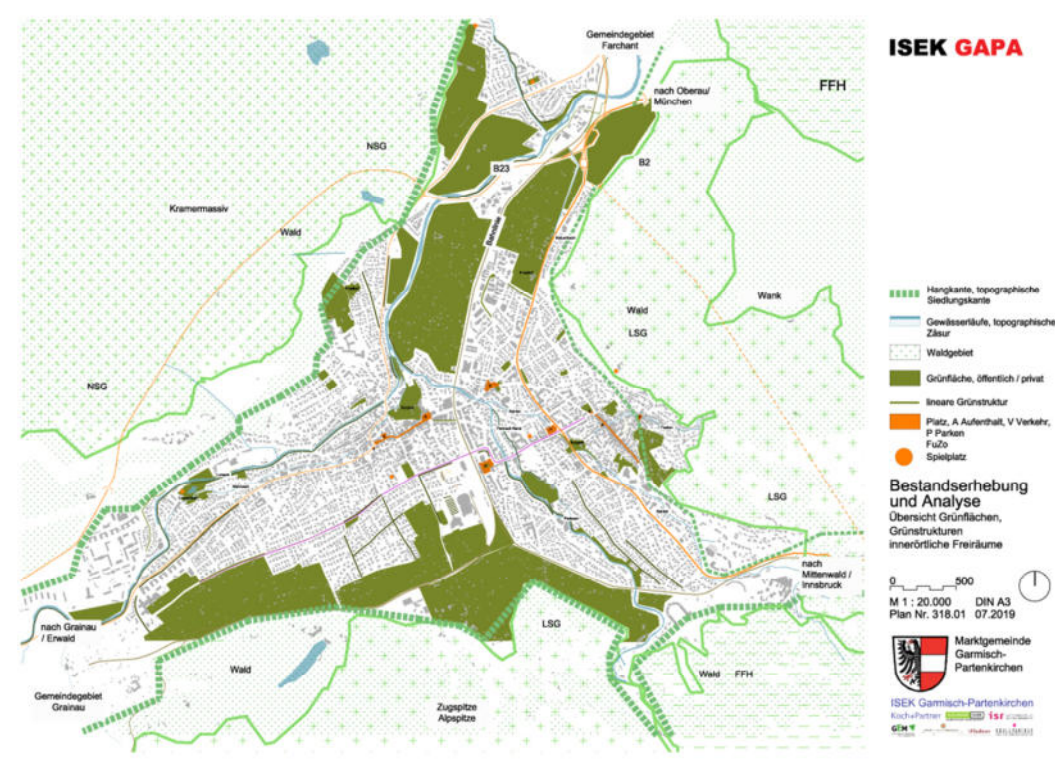 ISEK GAPA
Gemeindegebiet
Farchant
FFH
nach Oberau/
München
NSG
B2
B23
Kramermassiv
Bahnlinie
Wald
Wank
Wald
LSG
NSG
LSG
nach
Mittenwald /
Innsbruck
nach Grainau
/ Erwald
LSG
Wald
Wald FFH
Gemeindegebiet
Grainau
Zugspitze
Alpspitze
Hangkante, topographische
Siedlungskante
Gewässerläufe, topographische
Zäsur
Waldgebiet
Grünfläche, öffentlich / privat
lineare Grünstruktur
Platz, A Aufenthalt, V Verkehr,
P Parken
FuZo
Spielplatz
Bestandserhebung
und Analyse
Übersicht Grünflächen,
Grünstrukturen
innerörtliche Freiräume
0 500
M 1 : 20.000 DIN A3
Plan Nr. 318.01 07.2019
Marktgemeinde
Garmisch-
Partenkirchen
ISEK Garmisch-Partenkirchen
Koch+Partner isr
GEM